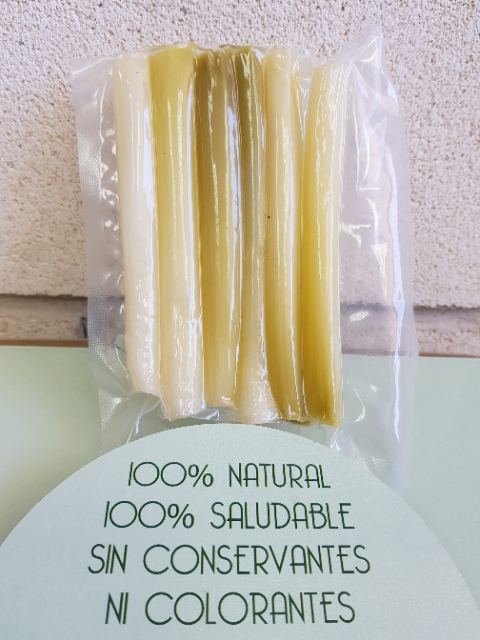 100% NATURAL
100% SALUDABLE
SIN CONSERVANTES
NI COLORANTES